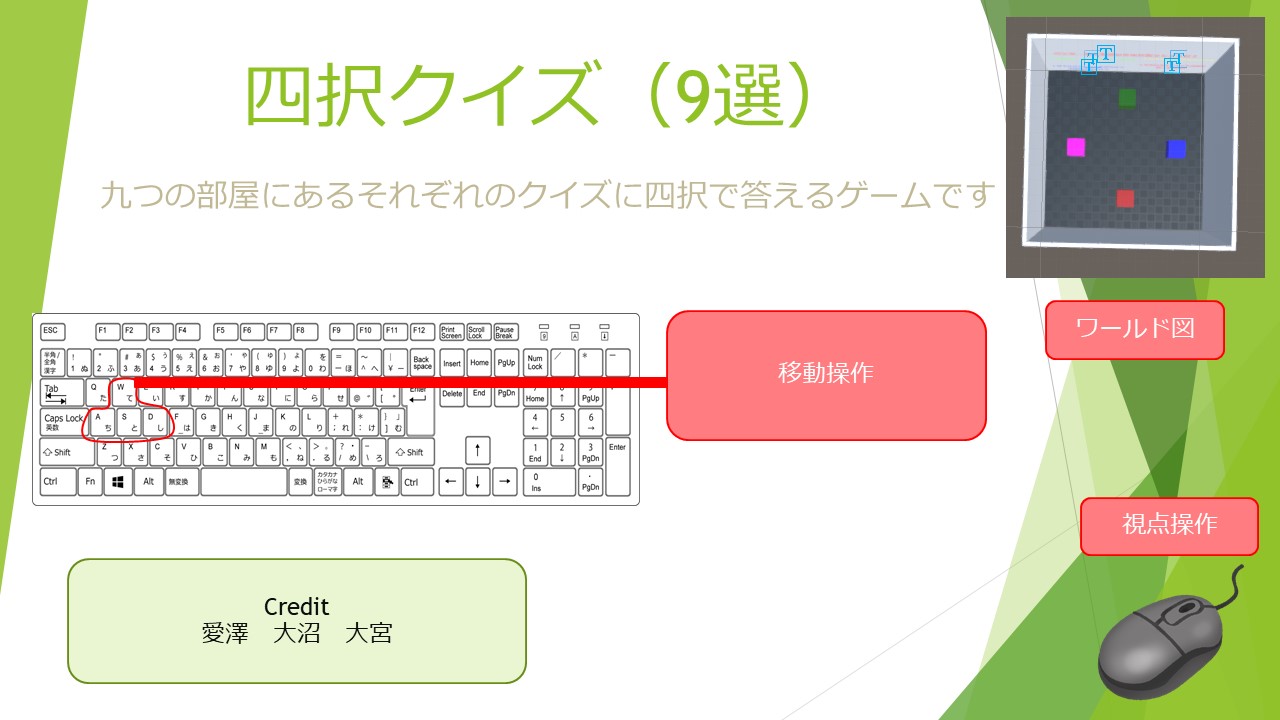 四択クイズ（9選）
九つの部屋にあるそれぞれのクイズに四択で答えるゲームです
ワールド図
移動操作
視点操作
ESC F1 F2 F3 F4 F5 F6 F7 F8 F9 F10 F11 F12 Print Screen Scroll Lock Pause Break
半角/全角 漢字 ! 1 ぬ " 2 ふ # ぁ 3 あ $ ぅ 4 う % ぇ 5 え & ぉ 6 お ' ゃ 7 や ( ゅ 8 ゆ ) ょ 9 よ を 0 わ = - ほ ~ ^ へ | ¥ ー Back space Insert Home PgUp Num Lock / * -
Tab Q た W て い す か ん な に ら せ @ [ Enter Delete End PgDn Home ↑ PgUp
Caps Lock 英数 A ち S と D し F は G き H く J ま K の L り + ; れ * : け } 」 ] む 4 ← 5 6 →
Shift Z つ X さ C そ V ひ B こ N み M も < 、 , ね > 。 . る ? ・ / め _ \ ろ Shift ↑ 1 End 2 ↓ 3 PgDn Enter
Ctrl Fn Alt 無変換 変換 カタカナ ひらがな ローマ字 Alt Ctrl ← ↓ → 0 Ins . PgDn
Credit
愛澤　大沼　大宮